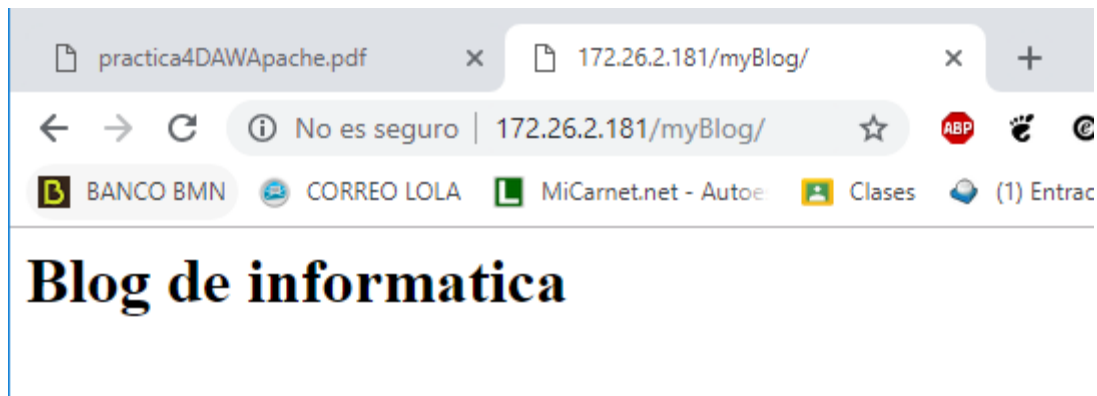 practica4DAWApache.pdf 172.26.2.181/myBlog/
No es seguro 172.26.2.181/myBlog/ ABP
BANCO BMN CORREO LOLA MiCarnet.net - Autoe Clases (1) Entrac
Blog de informatica